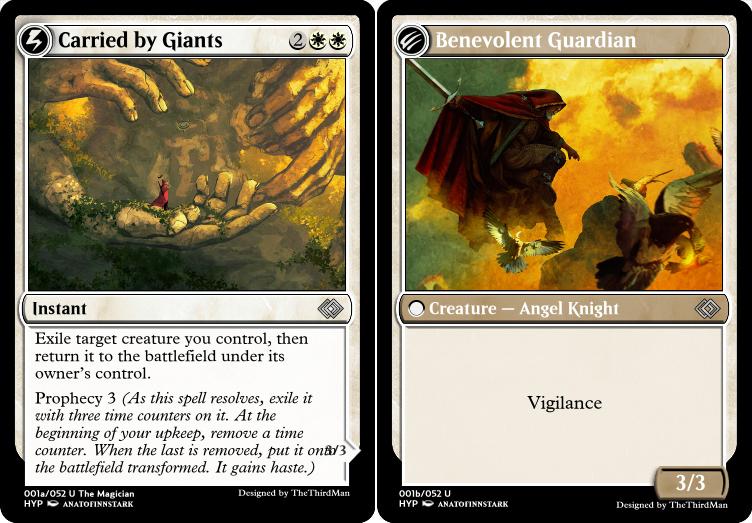 Carried by Giants 2
Instant
Exile target creature you control, then
return it to the battlefield under its
owner's control.
Prophecy 3 (As this spell resolves, exile it
with three time counters on it. At the
beginning of your upkeep, remove a time
counter. When the last is removed, put it onto
the battlefield transformed. It gains haste.)
3/3
001a/052 U The Magician
HYP ANATOFINNSTARK
Designed by TheThirdMan
Benevolent Guardian
Creature — Angel Knight
Vigilance
3/3
001b/052 U
HYP ANATOFINNSTARK
Designed by TheThirdMan